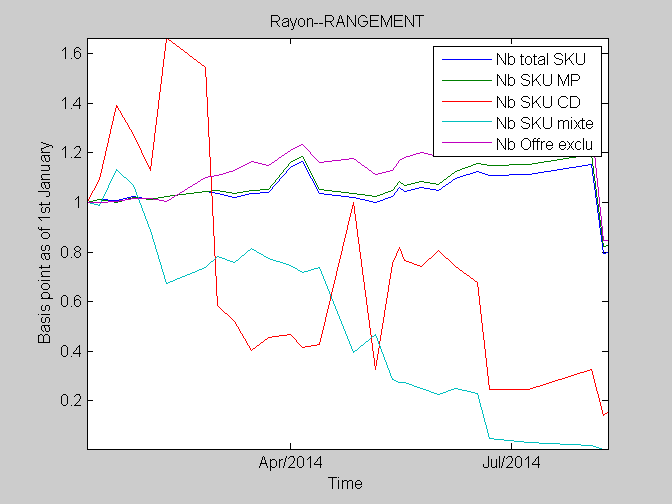 Rayon--RANGEMENT
Nb total SKU
Nb SKU MP
Nb SKU CD
Nb SKU mixte
Nb Offre exclu
Basis point as of 1st January
1.6
1.4
1.2
1
0.8
0.6
0.4
0.2
Apr/2014
Jul/2014
Time